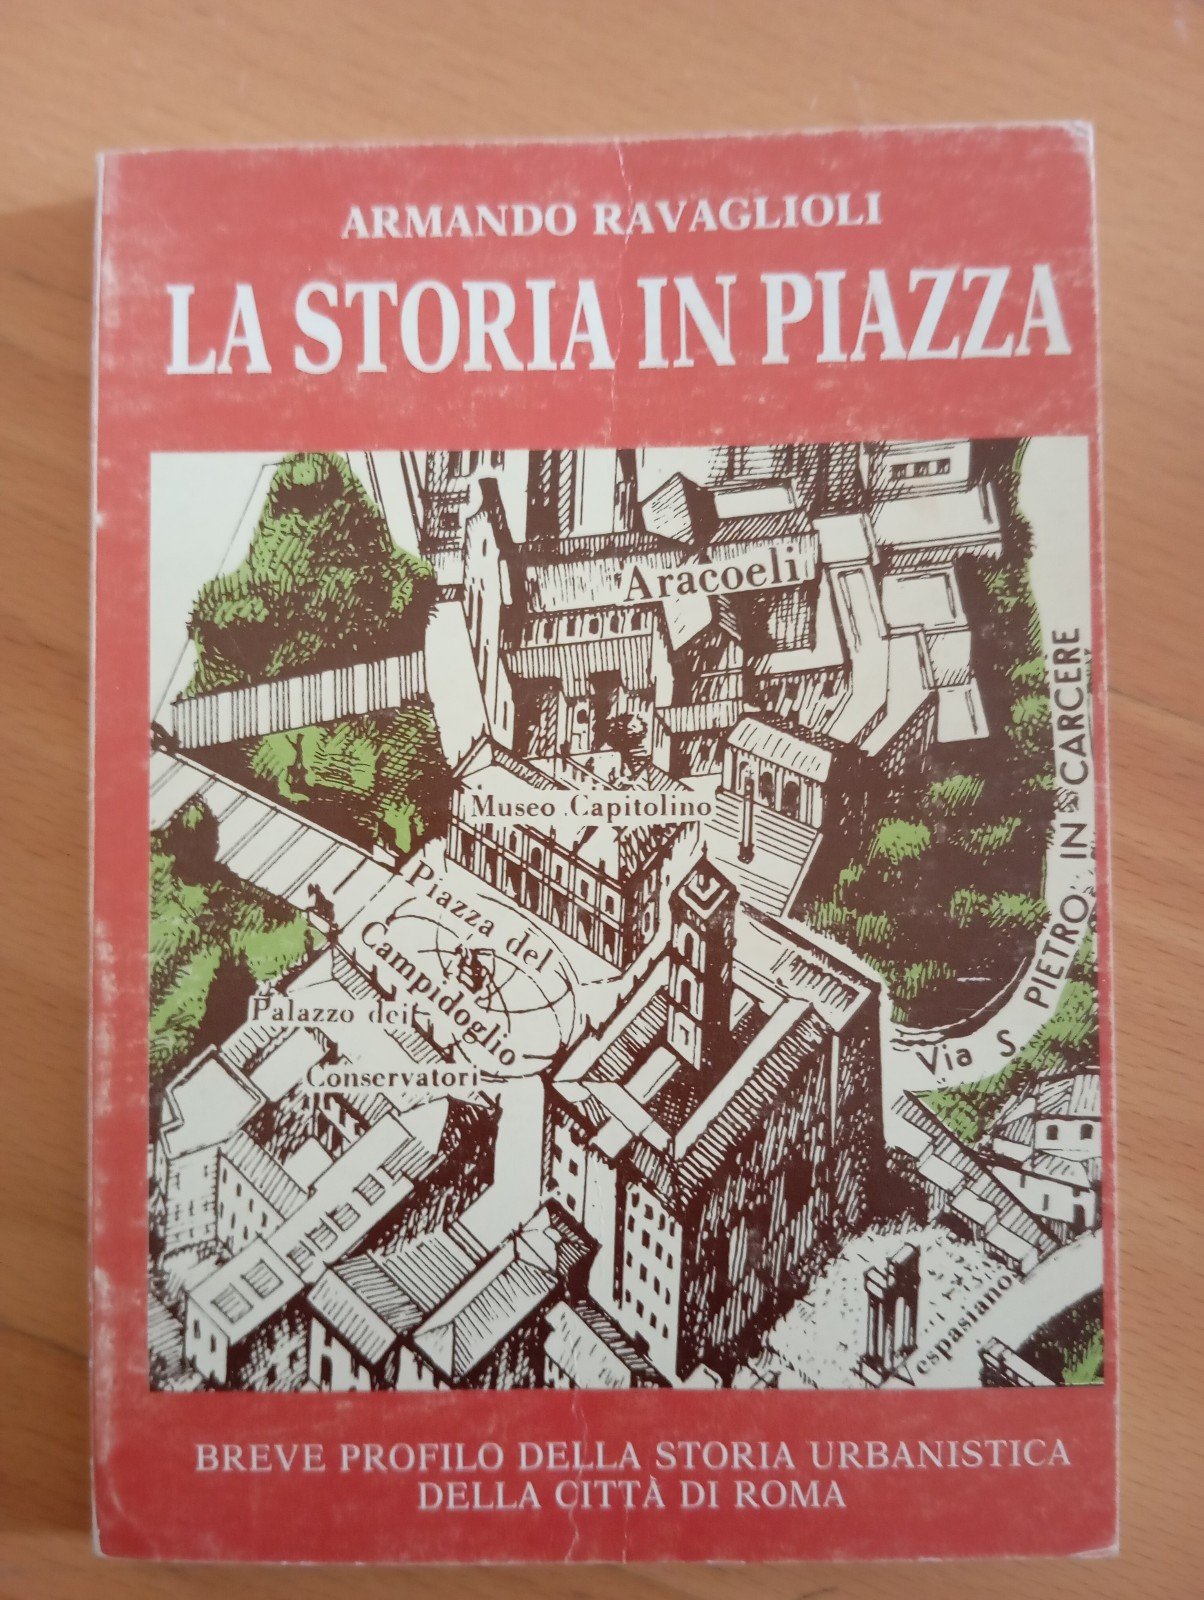 ARMANDO RAVAGLIOLI
LA STORIA IN PIAZZA
Aracoeli
Museo Capitolino
Piazza del
Campidoglio
Palazzo dei
Conservatori
Via S. PIETRO IN CARCERE
Vespasiano
BREVE PROFILO DELLA STORIA URBANISTICA
DELLA CITTÀ DI ROMA